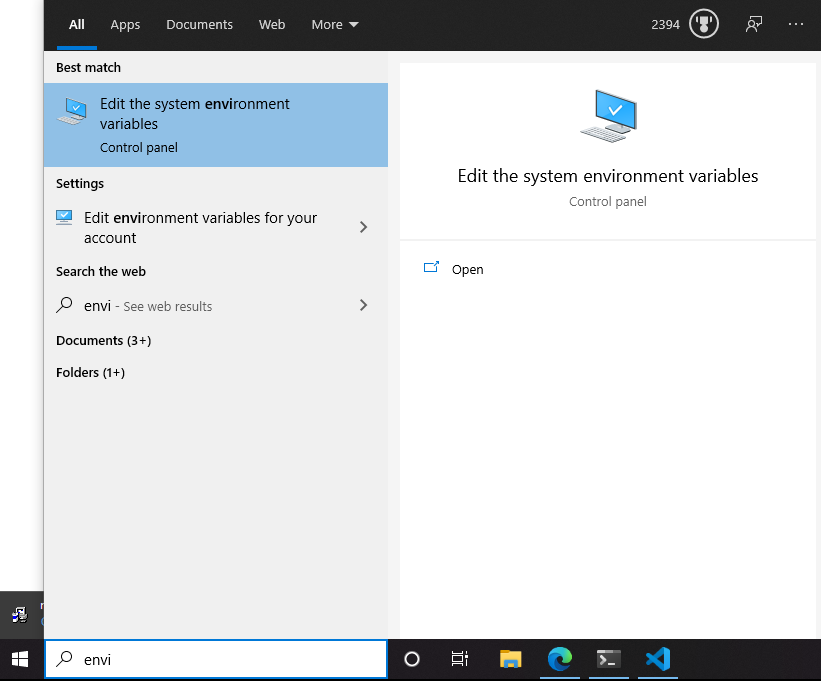 All Apps Documents Web More 2394
Best match
Edit the system environment
variables
Control panel
Settings
Edit environment variables for your
account
Search the web
envi - See web results
Documents (3+)
Folders (1+)
Edit the system environment variables
Control panel
Open
envi